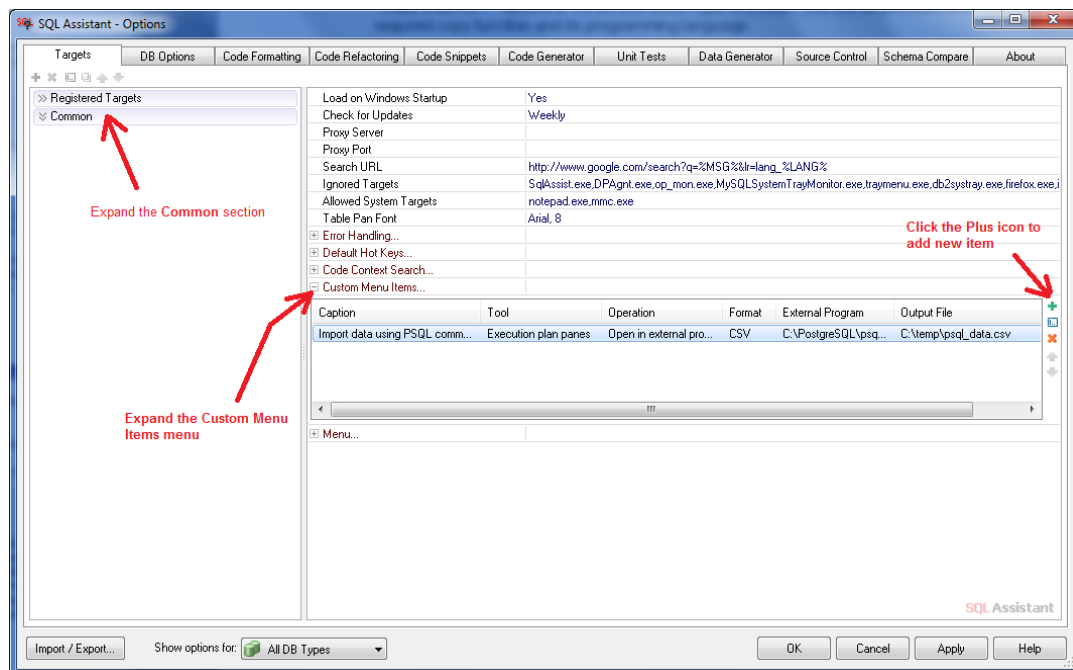 required copy function and its programming language
SQL Assistant - Options
Targets
DB Options
Code Formatting
Code Refactoring
Code Snippets
Code Generator
Unit Tests
Data Generator
Source Control
Schema Compare
About
Registered Targets
Common
Expand the Common section
Load on Windows Startup Yes
Check for Updates Weekly
Proxy Server
Proxy Port
Search URL http://www.google.com/search?q=%MSG%&lr=lang_%LANG%
Ignored Targets SqlAssist.exe,DPAgnt.exe,op_mon.exe,MySQLSystemTrayMonitor.exe,traymenu.exe,db2systray.exe,firefox.exe,i
Allowed System Targets notepad.exe,mmc.exe
Table Pan Font Arial, 8
Error Handling...
Default Hot Keys...
Code Context Search...
Custom Menu Items...
Click the Plus icon to
add new item
Caption Tool Operation Format External Program Output File
Import data using PSQL comm... Execution plan panes Open in external pro... CSV C:\PostgreSQL\psq... C:\temp\psql_data.csv
Expand the Custom Menu
Items menu
Menu...
SQL Assistant
Import / Export...
Show options for: All DB Types
OK
Cancel
Apply
Help